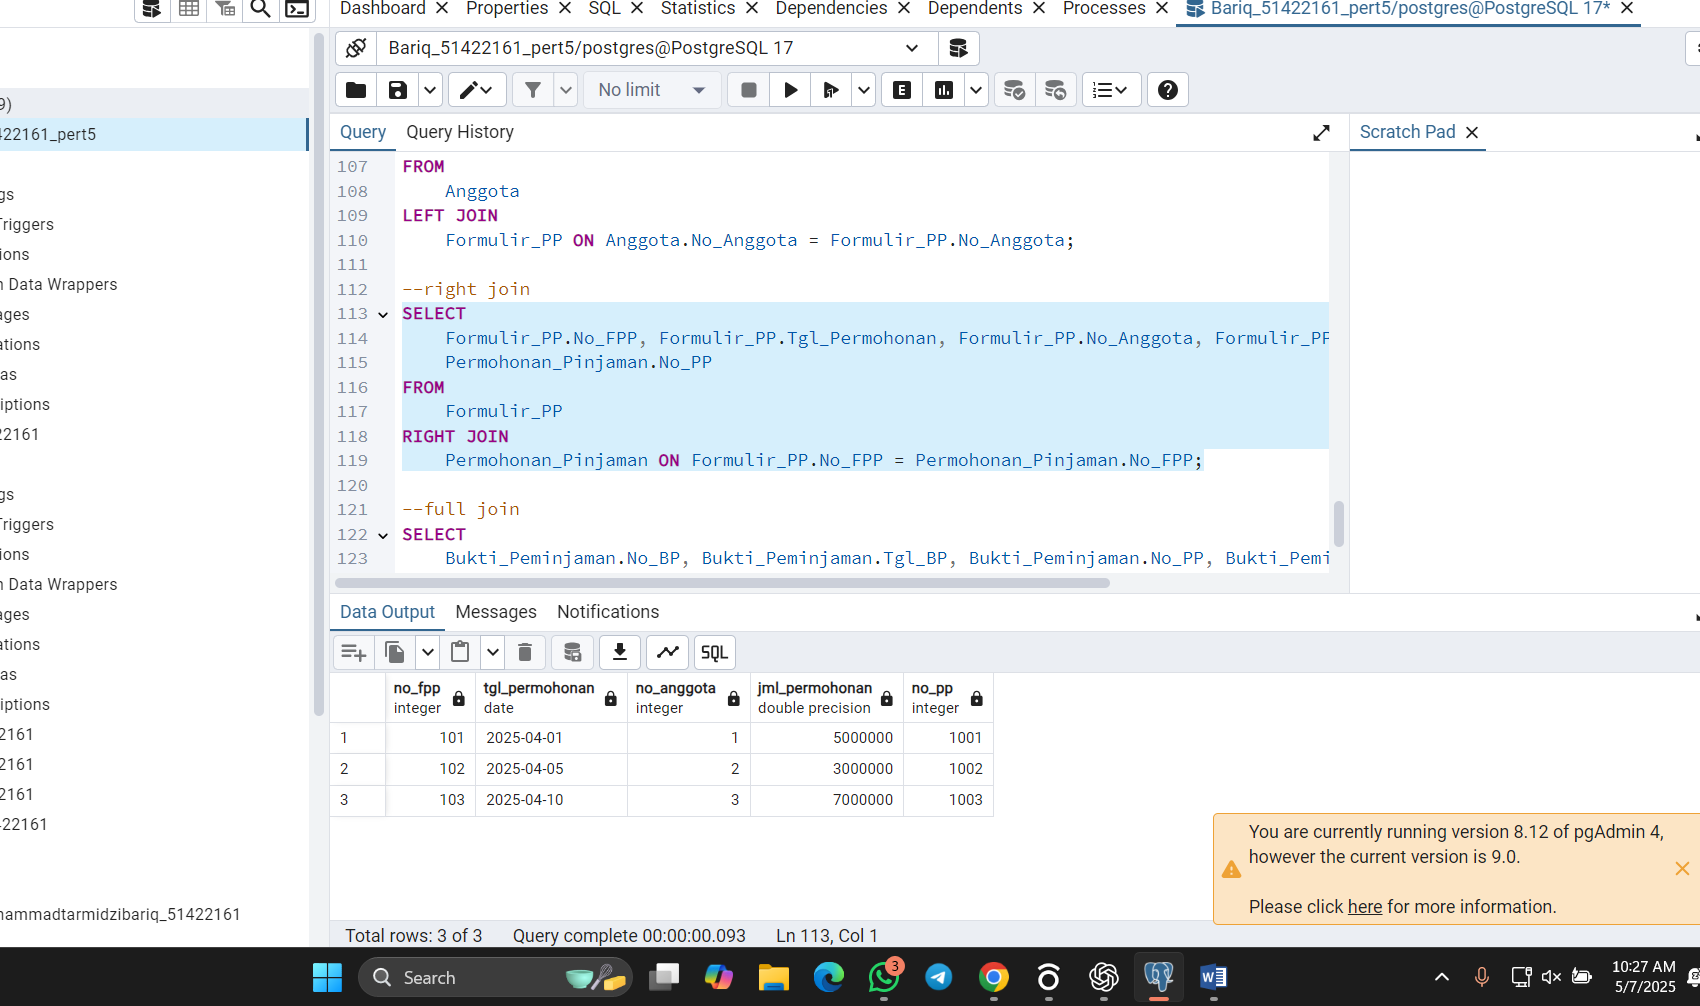 Dashboard Properties SQL Statistics Dependencies Dependents Processes Bariq_51422161_pert5/postgres@PostgreSQL 17*
Bariq_51422161_pert5/postgres@PostgreSQL 17
No limit
Query Query History
Scratch Pad
9)
422161_pert5
gs
Triggers
ions
n Data Wrappers
ages
ations
as
iptions
22161
gs
Triggers
ions
n Data Wrappers
ages
ations
as
iptions
2161
2161
2161
422161
hammadtarmidzibariq_51422161
107 FROM
108 Anggota
109 LEFT JOIN
110 Formulir_PP ON Anggota.No_Anggota = Formulir_PP.No_Anggota;
111
112 --right join
113 SELECT
114 Formulir_PP.No_FPP, Formulir_PP.Tgl_Permohonan, Formulir_PP.No_Anggota, Formulir_PP
115 Permohonan_Pinjaman.No_PP
116 FROM
117 Formulir_PP
118 RIGHT JOIN
119 Permohonan_Pinjaman ON Formulir_PP.No_FPP = Permohonan_Pinjaman.No_FPP;
120
121 --full join
122 SELECT
123 Bukti_Peminjaman.No_BP, Bukti_Peminjaman.Tgl_BP, Bukti_Peminjaman.No_PP, Bukti_Pemi
Data Output Messages Notifications
SQL
no_fpp tgl_permohonan no_anggota jml_permohonan no_pp
integer date integer double precision integer
1 101 2025-04-01 1 5000000 1001
2 102 2025-04-05 2 3000000 1002
3 103 2025-04-10 3 7000000 1003
You are currently running version 8.12 of pgAdmin 4,
however the current version is 9.0.
Please click here for more information.
Total rows: 3 of 3 Query complete 00:00:00.093 Ln 113, Col 1
Search
3
10:27 AM
5/7/2025